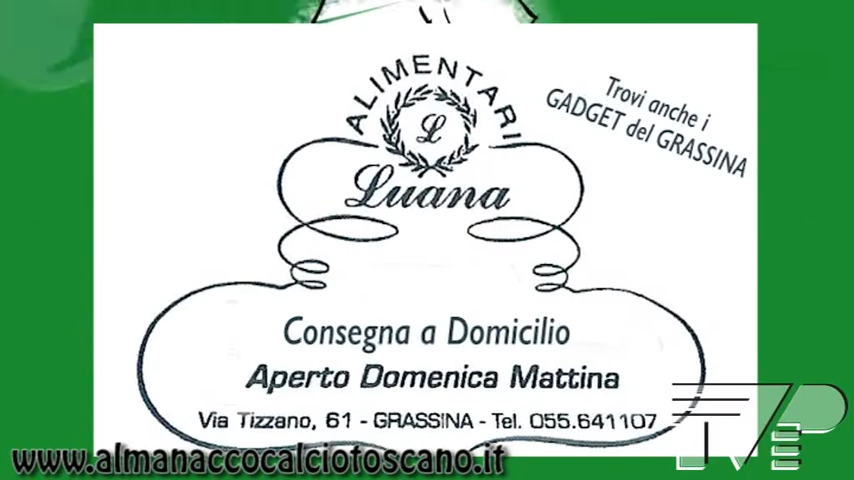 ALIMENTARI
L
Luana
Trovi anche i
GADGET del GRASSINA
Consegna a Domicilio
Aperto Domenica Mattina
Via Tizzano, 61 - GRASSINA - Tel. 055.641107
www.almanaccocalciotoscano.it